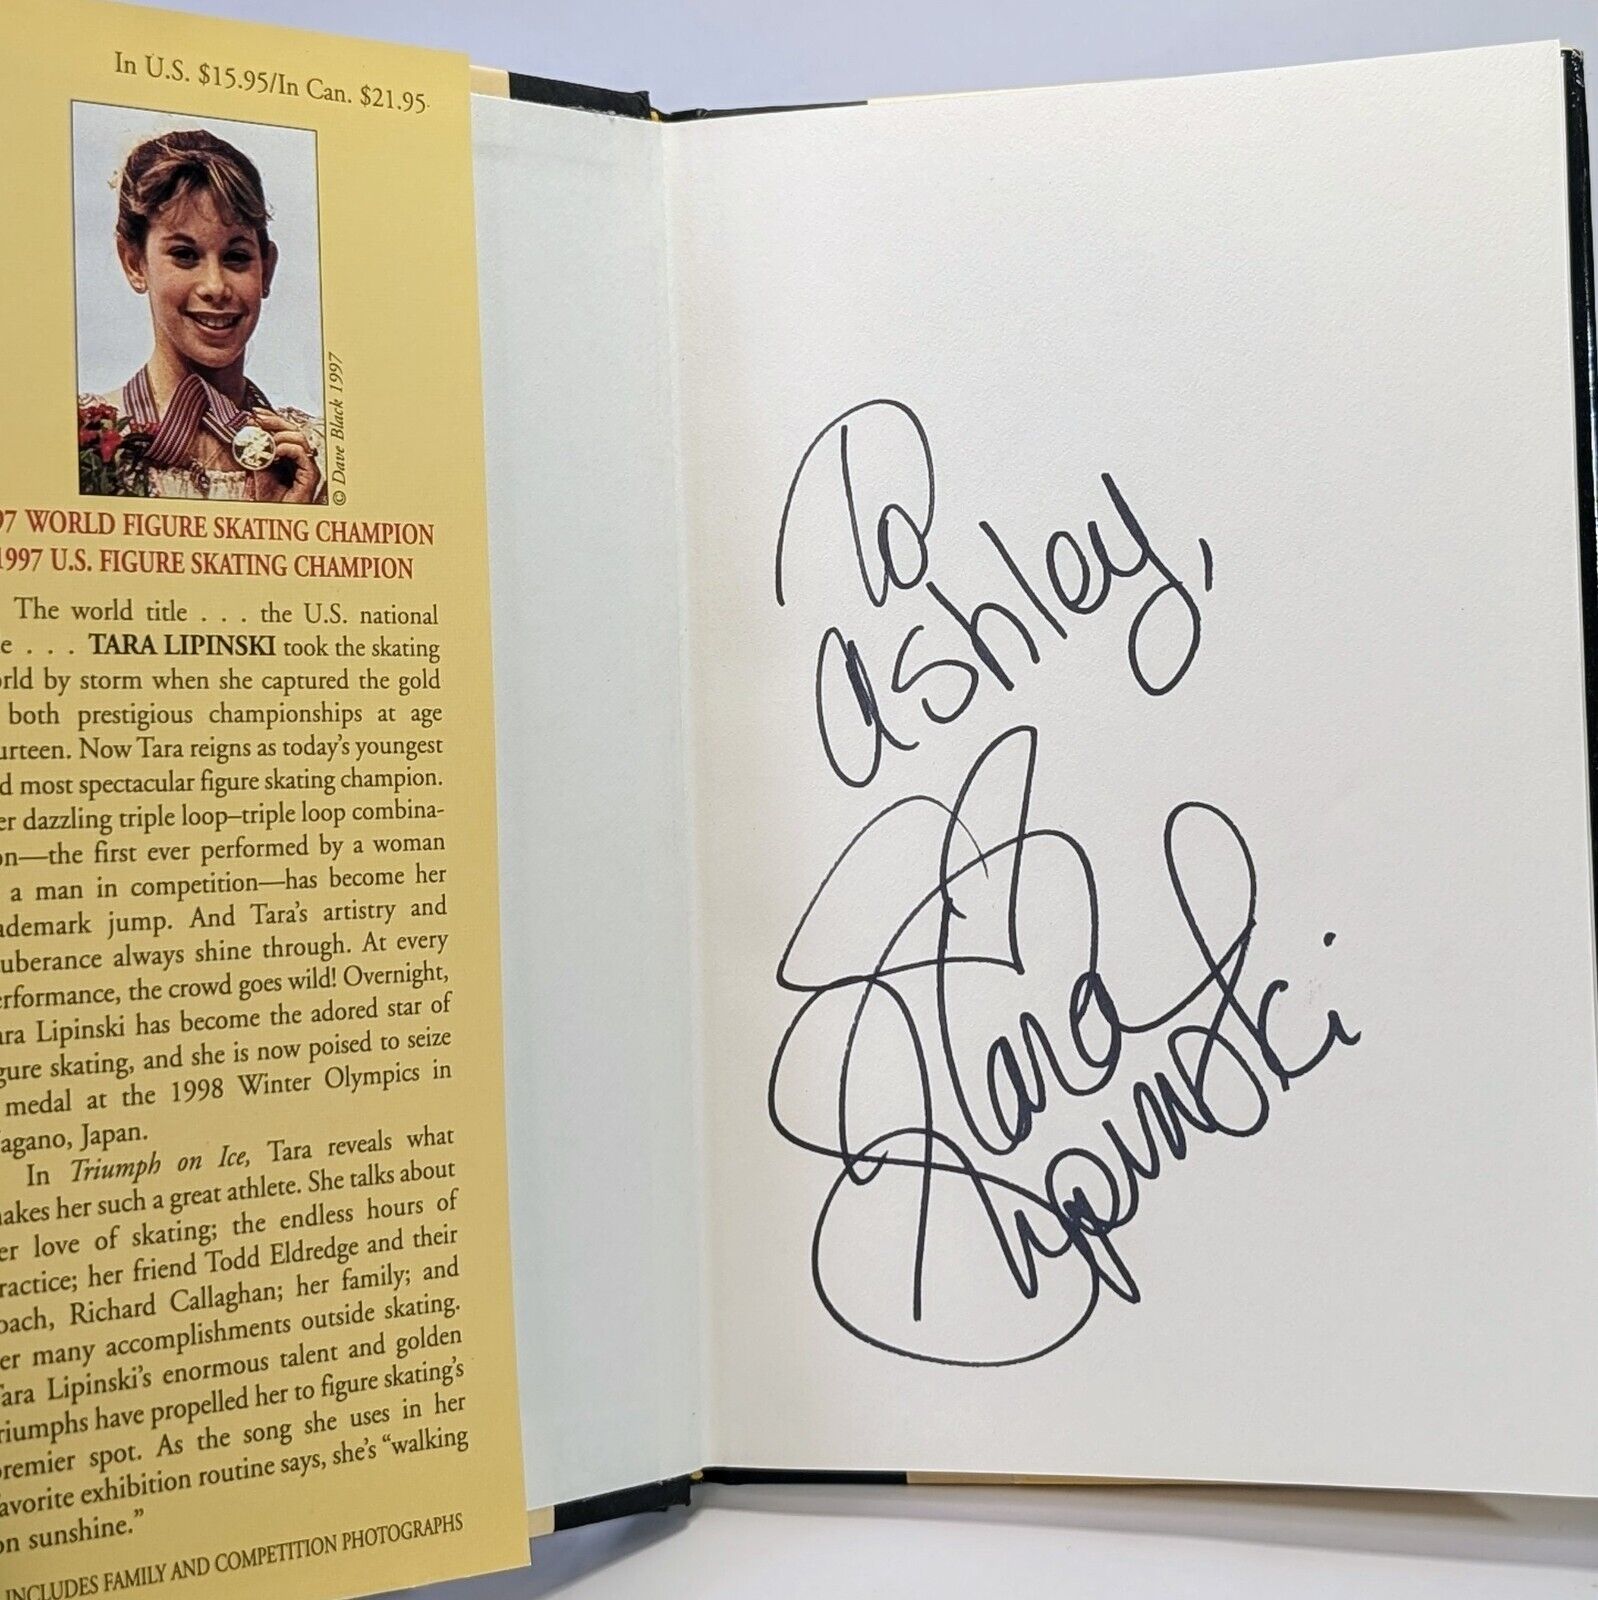 In U.S. $15.95/In Can. $21.95
© Dave Black 1997
97 WORLD FIGURE SKATING CHAMPION
1997 U.S. FIGURE SKATING CHAMPION
The world title . . . the U.S. national
e . . . TARA LIPINSKI took the skating
rld by storm when she captured the gold
both prestigious championships at age
urteen. Now Tara reigns as today's youngest
d most spectacular figure skating champion.
er dazzling triple loop–triple loop combina-
on—the first ever performed by a woman
a man in competition—has become her
ademark jump. And Tara's artistry and
uberance always shine through. At every
erformance, the crowd goes wild! Overnight,
ara Lipinski has become the adored star of
gure skating, and she is now poised to seize
medal at the 1998 Winter Olympics in
agano, Japan.
In Triumph on Ice, Tara reveals what
akes her such a great athlete. She talks about
er love of skating; the endless hours of
ractice; her friend Todd Eldredge and their
oach, Richard Callaghan; her family; and
er many accomplishments outside skating.
ara Lipinski's enormous talent and golden
riumphs have propelled her to figure skating's
remier spot. As the song she uses in her
avorite exhibition routine says, she's "walking
on sunshine."
INCLUDES FAMILY AND COMPETITION PHOTOGRAPHS
To
ashley,
Tara
Lipinski